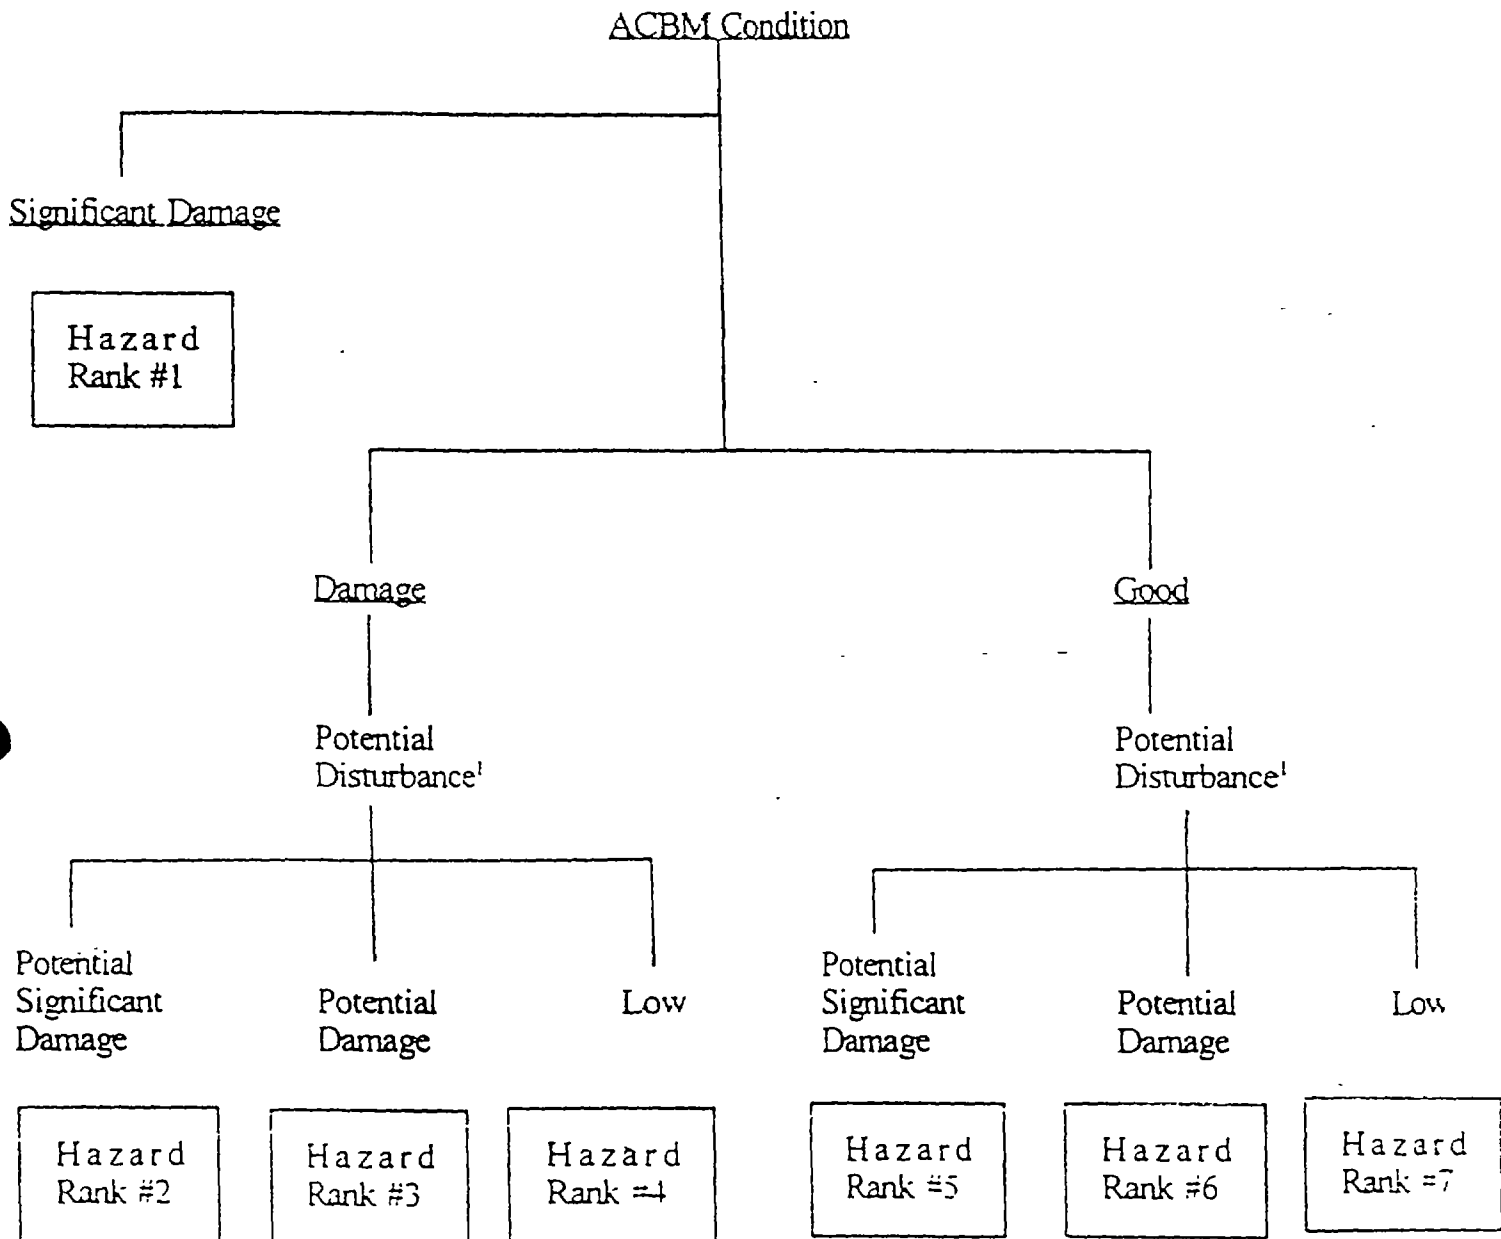 ACBM Condition
Significant Damage
Hazard
Rank #1
Damage
Good
Potential
Disturbance¹
Potential
Disturbance¹
Potential
Significant
Damage
Potential
Damage
Low
Potential
Significant
Damage
Potential
Damage
Low
Hazard
Rank #2
Hazard
Rank #3
Hazard
Rank #4
Hazard
Rank #5
Hazard
Rank #6
Hazard
Rank #7